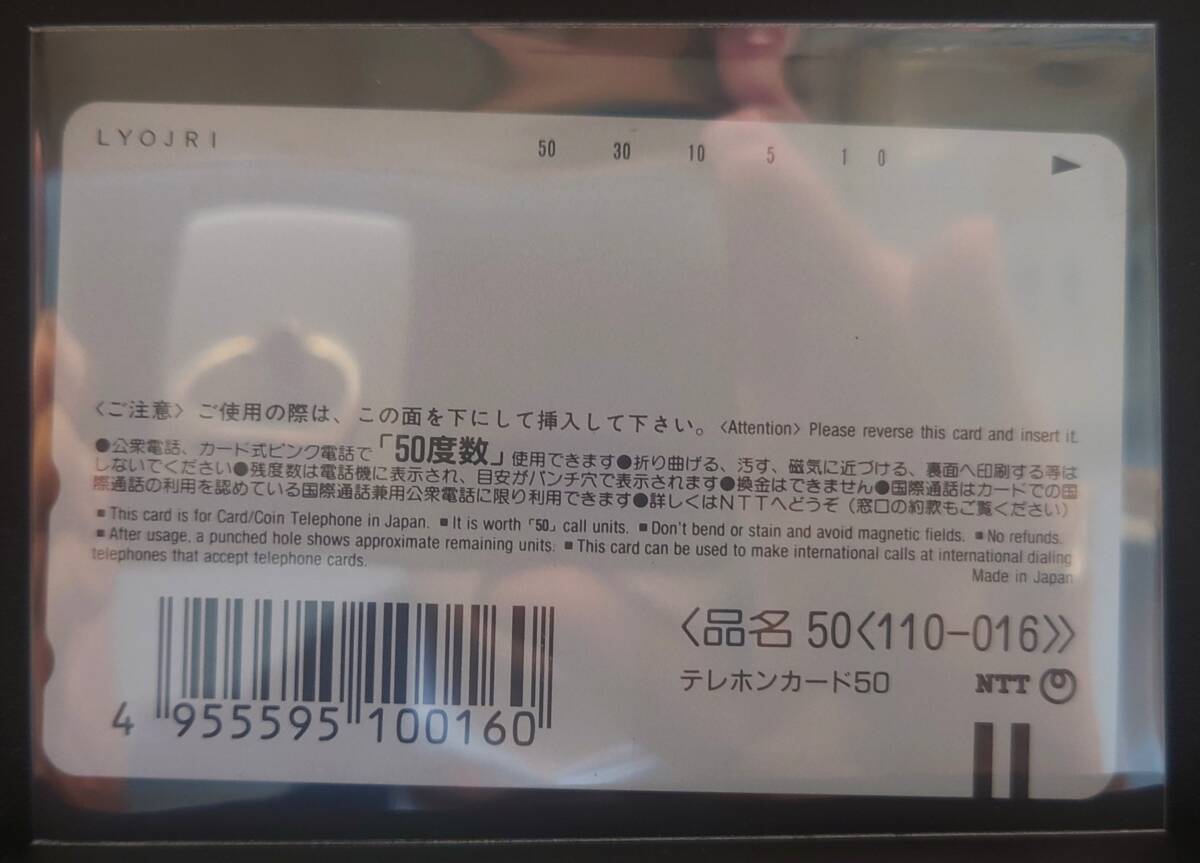 LYOJRI
50 30 10 5 1 0
〈ご注意〉ご使用の際は、この面を下にして挿入して下さい。〈Attention〉Please reverse this card and insert it.
●公衆電話、カード式ピンク電話で「50度数」使用できます●折り曲げる、汚す、磁気に近づける、裏面へ印刷する等は
しないでください●残度数は電話機に表示され、目安がパンチ穴で表示されます●換金はできません●国際通話はカードでの国
際通話の利用を認めている国際通話兼用公衆電話に限り利用できます●詳しくはNTTへどうぞ（窓口の約款もご覧ください）
■This card is for Card/Coin Telephone in Japan. ■It is worth「50」call units. ■Don't bend or stain and avoid magnetic fields. ■No refunds.
■After usage, a punched hole shows approximate remaining units. ■This card can be used to make international calls at international dialing
telephones that accept telephone cards.
Made in Japan
〈品名 50〈110-016〉〉
テレホンカード50 NTT
4 955595 100160